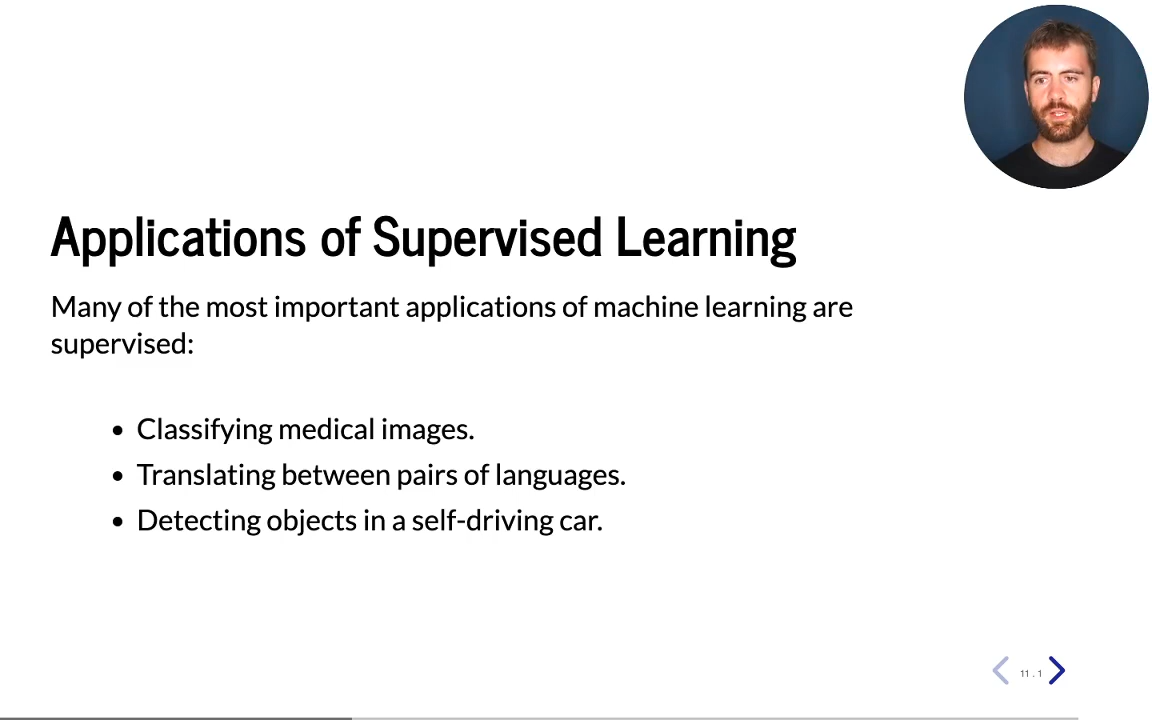 Applications of Supervised Learning
Many of the most important applications of machine learning are
supervised:
• Classifying medical images.
• Translating between pairs of languages.
• Detecting objects in a self-driving car.
11 . 1